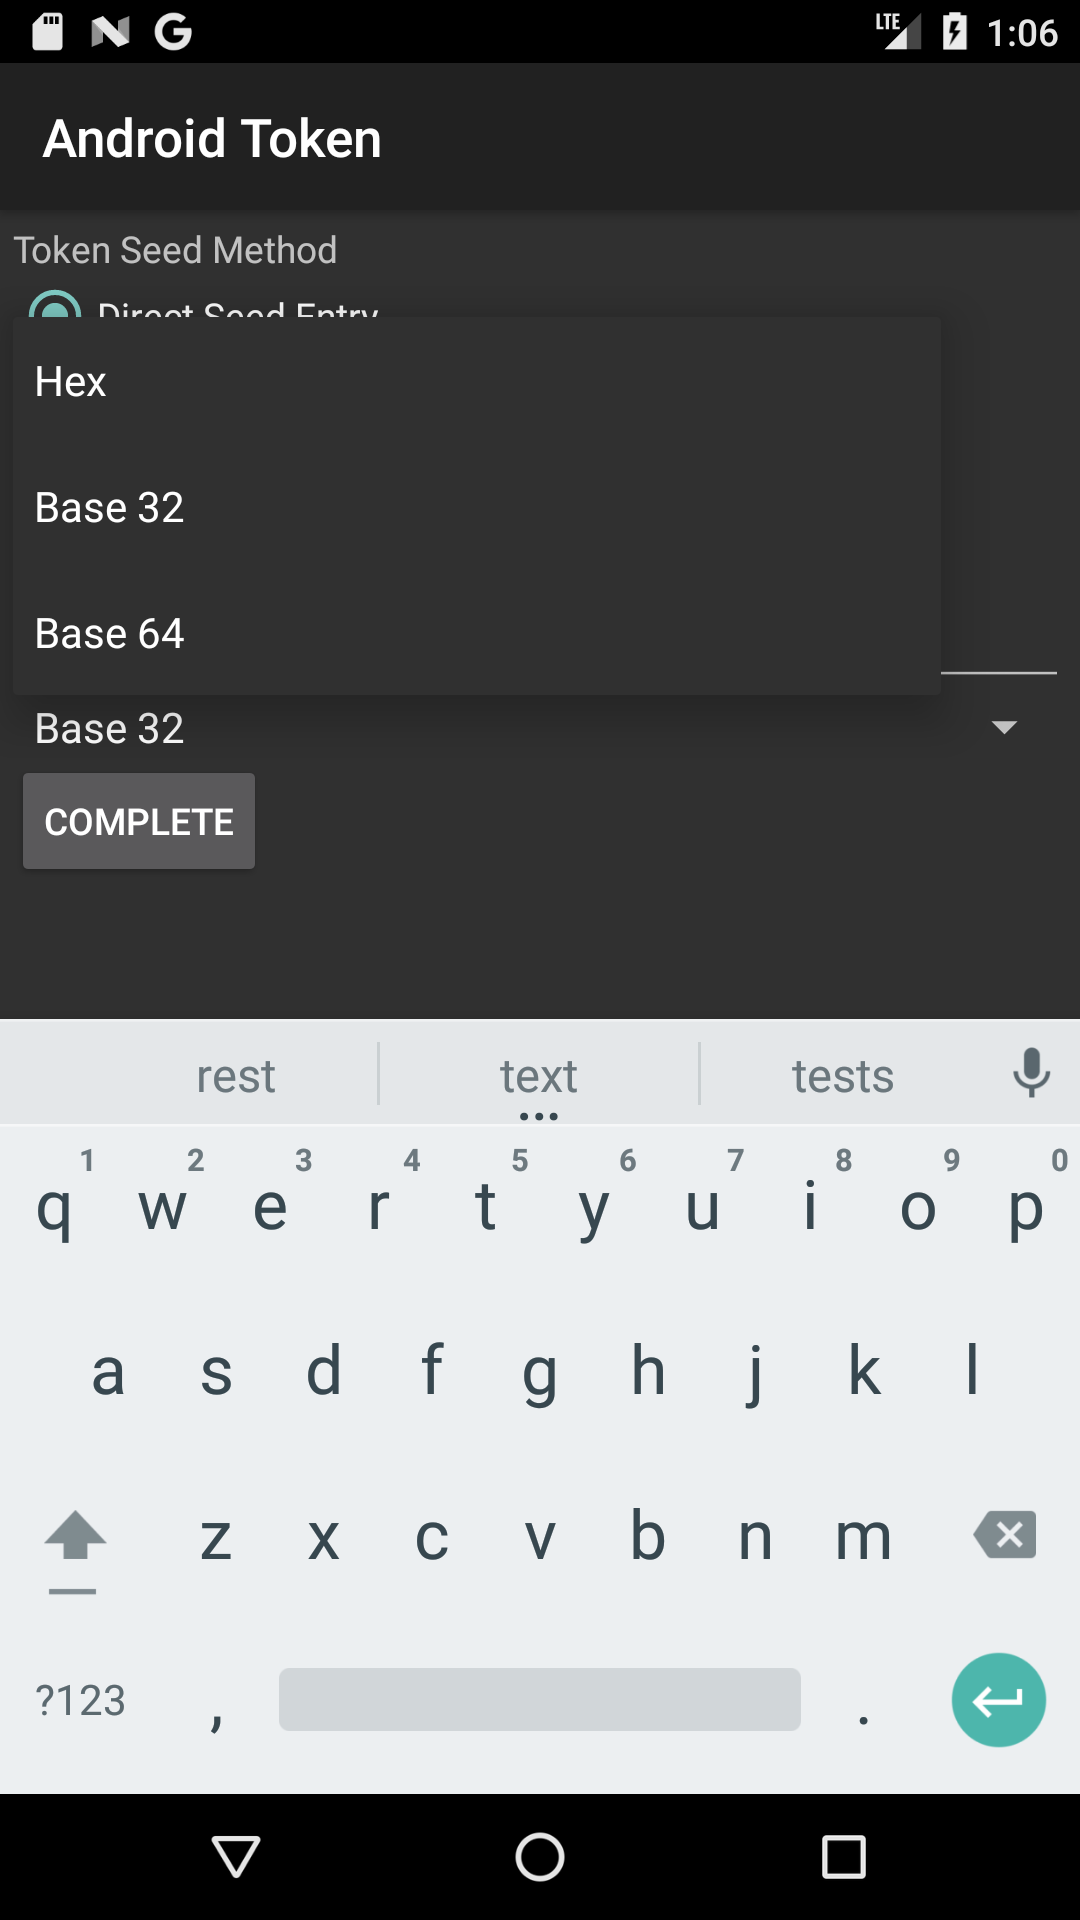 LTE 1:06
Android Token
Token Seed Method
Direct Seed Entry
Hex
Base 32
Base 64
Base 32
COMPLETE
rest text tests
1 2 3 4 5 6 7 8 9 0
q w e r t y u i o p
a s d f g h j k l
z x c v b n m
?123 , .